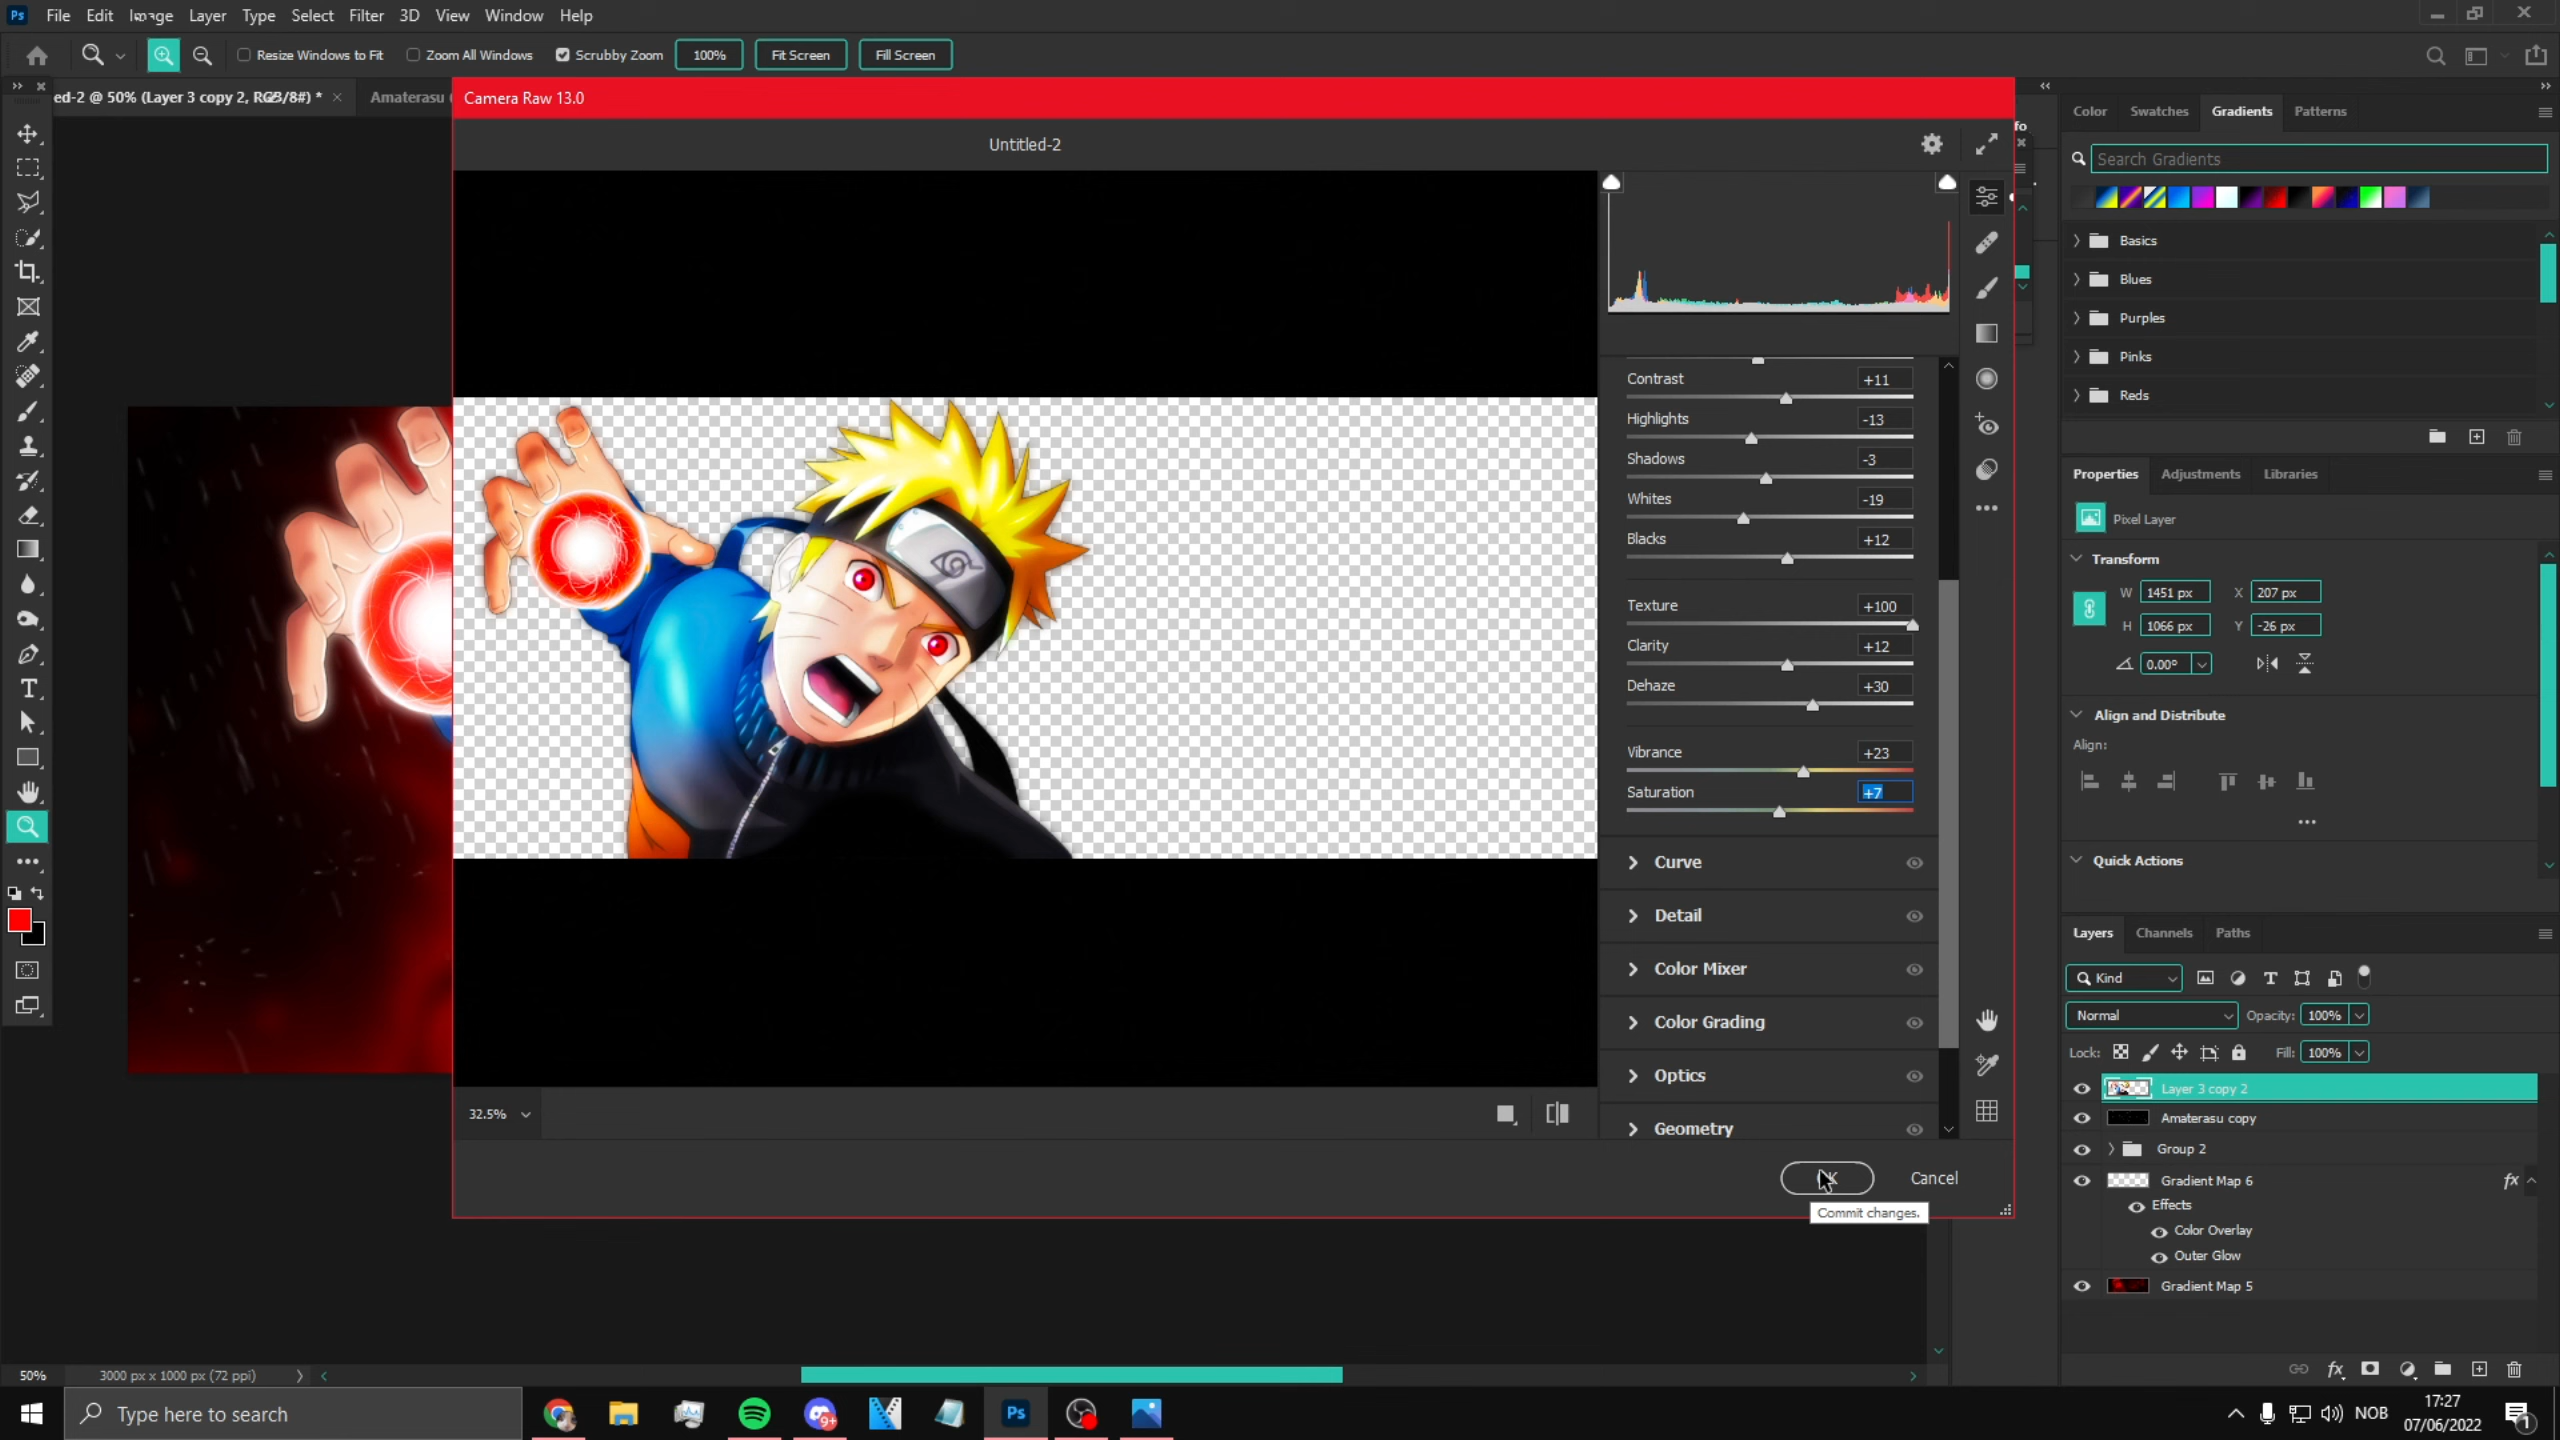 Ps File Edit Image Layer Type Select Filter 3D View Window Help
Resize Windows to Fit Zoom All Windows Scrubby Zoom 100% Fit Screen Fill Screen
ed-2 @ 50% (Layer 3 copy 2, RGB/8#) * × Amaterasu
Camera Raw 13.0
Untitled-2
Contrast +11
Highlights -13
Shadows -3
Whites -19
Blacks +12
Texture +100
Clarity +12
Dehaze +30
Vibrance +23
Saturation +7
Curve
Detail
Color Mixer
Color Grading
Optics
Geometry
32.5%
OK Cancel
Commit changes.
fo
Color Swatches Gradients Patterns
Search Gradients
Basics
Blues
Purples
Pinks
Reds
Properties Adjustments Libraries
Pixel Layer
Transform
W 1451 px X 207 px
H 1066 px Y -26 px
0.00°
Align and Distribute
Align:
Quick Actions
Layers Channels Paths
Kind
Normal Opacity: 100%
Lock: Fill: 100%
Layer 3 copy 2
Amaterasu copy
Group 2
Gradient Map 6 fx
Effects
Color Overlay
Outer Glow
Gradient Map 5
fx
50% 3000 px x 1000 px (72 ppi)
Type here to search
9+
Ps
NOB
17:27
07/06/2022
1